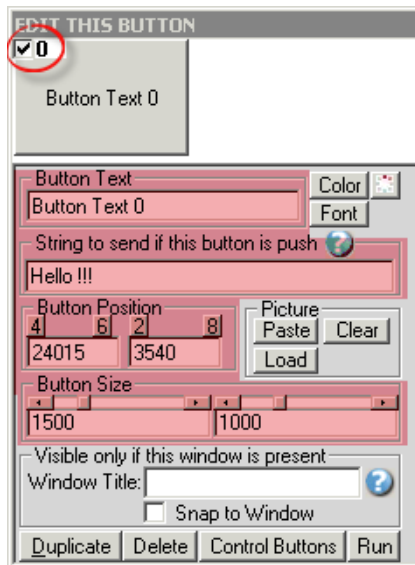 EDIT THIS BUTTON
0
Button Text 0
Button Text
Color
Button Text 0
Font
String to send if this button is push ?
Hello !!!
Button Position
Picture
4 6 2 8
Paste Clear
24015 3540
Load
Button Size
1500 1000
Visible only if this window is present
Window Title: ?
Snap to Window
Duplicate Delete Control Buttons Run